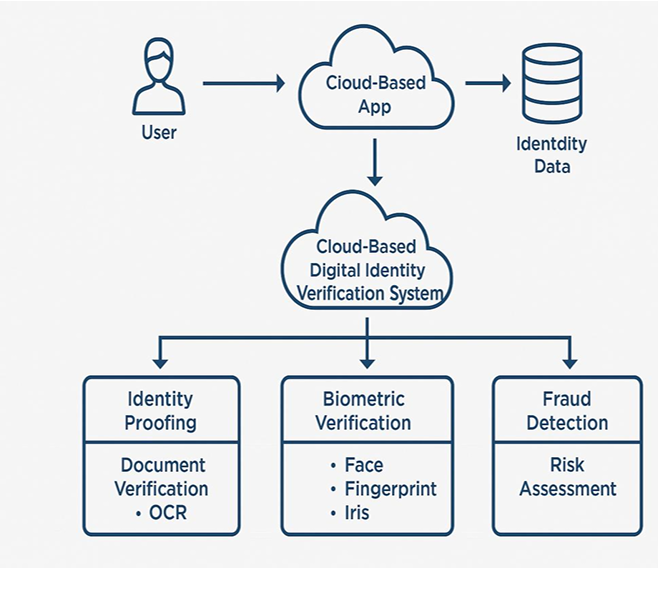 Cloud-Based
App
User
Identdity
Data
Cloud-Based
Digital Identity
Verification System
Identity
Proofing
Document
Verification
• OCR
Biometric
Verification
• Face
• Fingerprint
• Iris
Fraud
Detection
Risk
Assessment